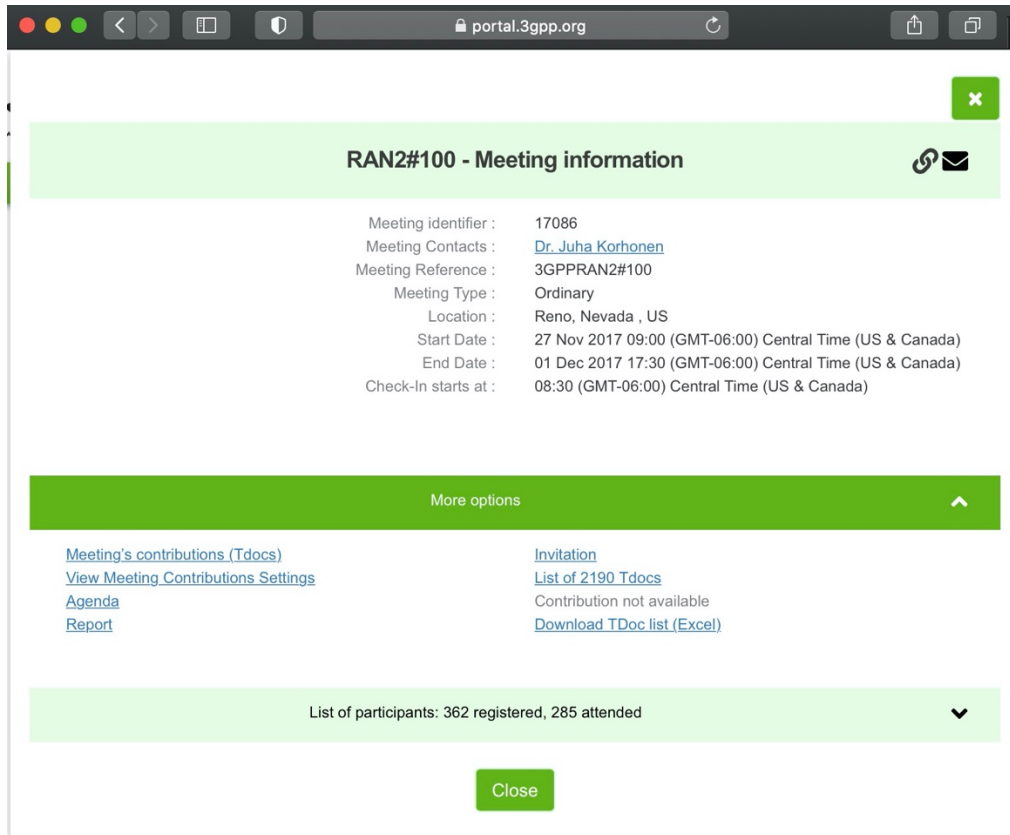 portal.3gpp.org
RAN2#100 - Meeting information
Meeting identifier : 17086
Meeting Contacts : Dr. Juha Korhonen
Meeting Reference : 3GPPRAN2#100
Meeting Type : Ordinary
Location : Reno, Nevada , US
Start Date : 27 Nov 2017 09:00 (GMT-06:00) Central Time (US & Canada)
End Date : 01 Dec 2017 17:30 (GMT-06:00) Central Time (US & Canada)
Check-In starts at : 08:30 (GMT-06:00) Central Time (US & Canada)
More options
Meeting's contributions (Tdocs) Invitation
View Meeting Contributions Settings List of 2190 Tdocs
Agenda Contribution not available
Report Download TDoc list (Excel)
List of participants: 362 registered, 285 attended
Close